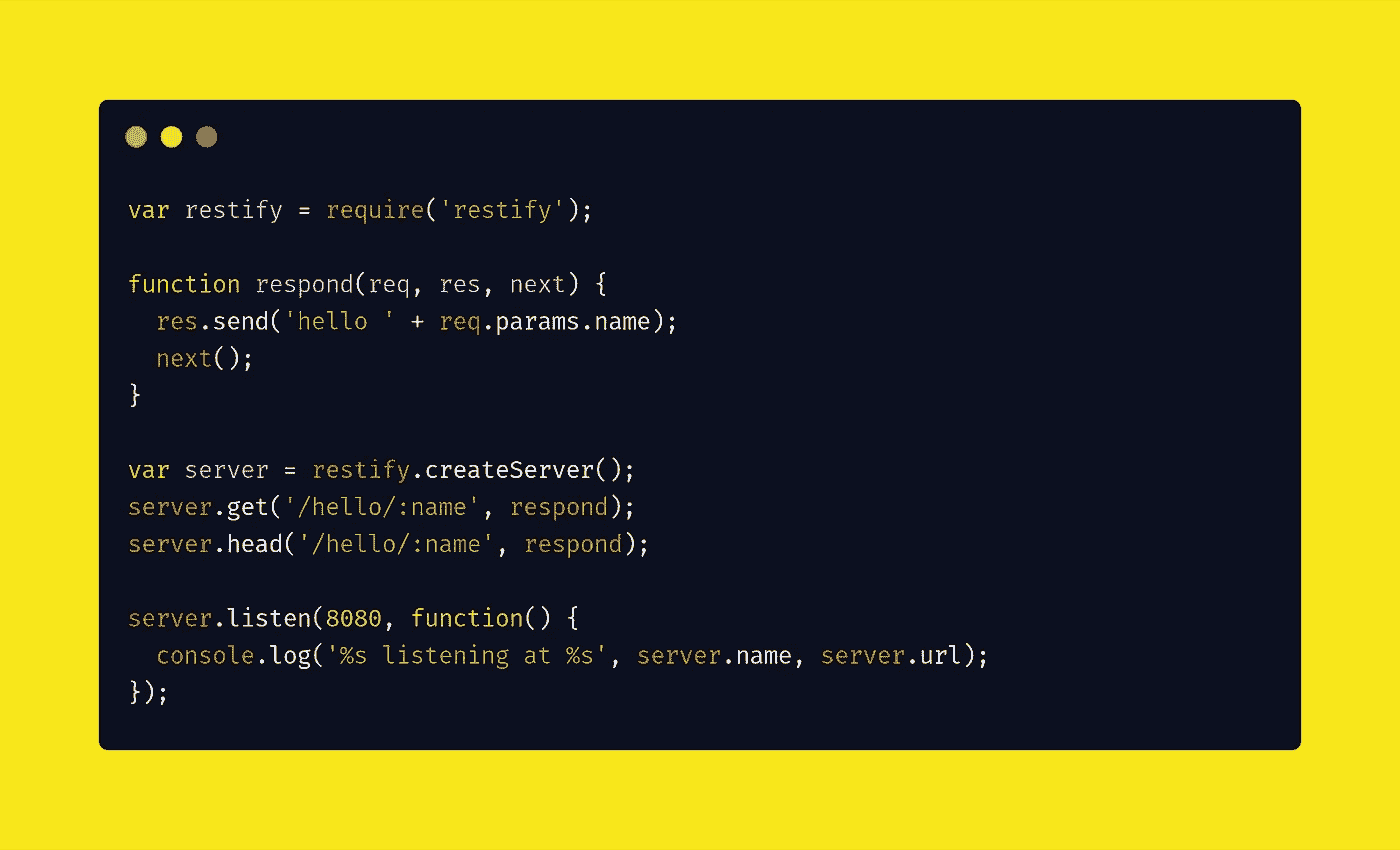 var restify = require('restify');
function respond(req, res, next) {
  res.send('hello ' + req.params.name);
  next();
}
var server = restify.createServer();
server.get('/hello/:name', respond);
server.head('/hello/:name', respond);
server.listen(8080, function() {
  console.log('%s listening at %s', server.name, server.url);
});